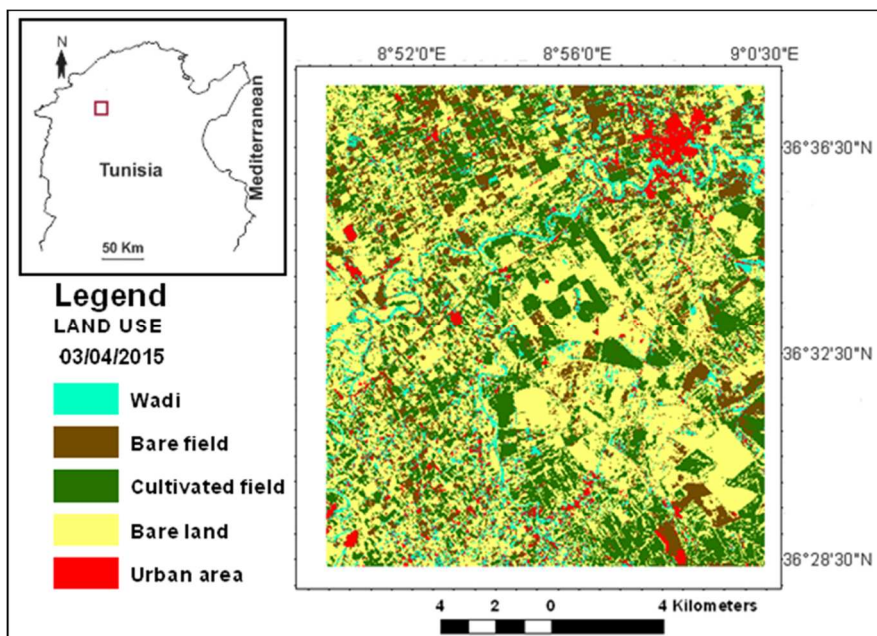 N
Tunisia
Mediterranean
50 Km
8°52'0"E 8°56'0"E 9°0'30"E
36°36'30"N
36°32'30"N
36°28'30"N
Legend
LAND USE
03/04/2015
Wadi
Bare field
Cultivated field
Bare land
Urban area
4 2 0 4 Kilometers